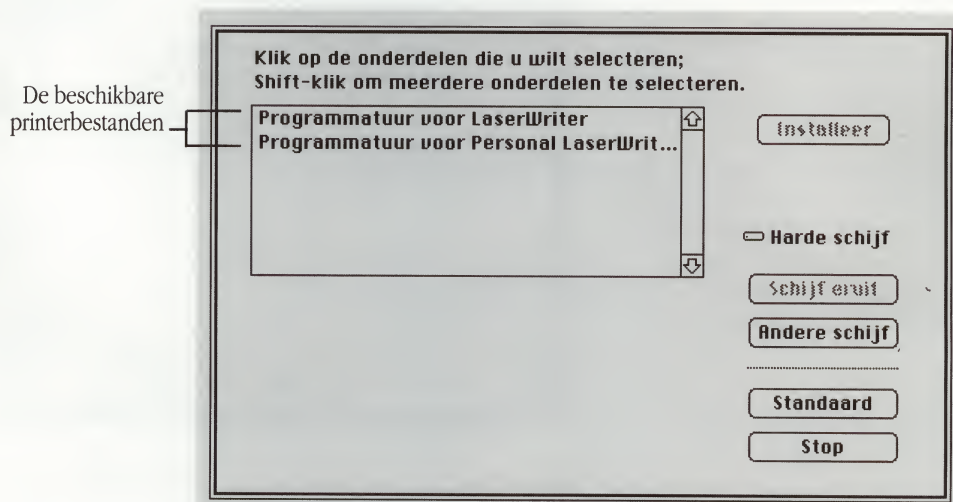 Klik op de onderdelen die u wilt selecteren;
Shift-klik om meerdere onderdelen te selecteren.
De beschikbare
printerbestanden
Programmatuur voor LaserWriter
Programmatuur voor Personal LaserWrit...
Installeer
Harde schijf
Schijf eruit
Andere schijf
Standaard
Stop